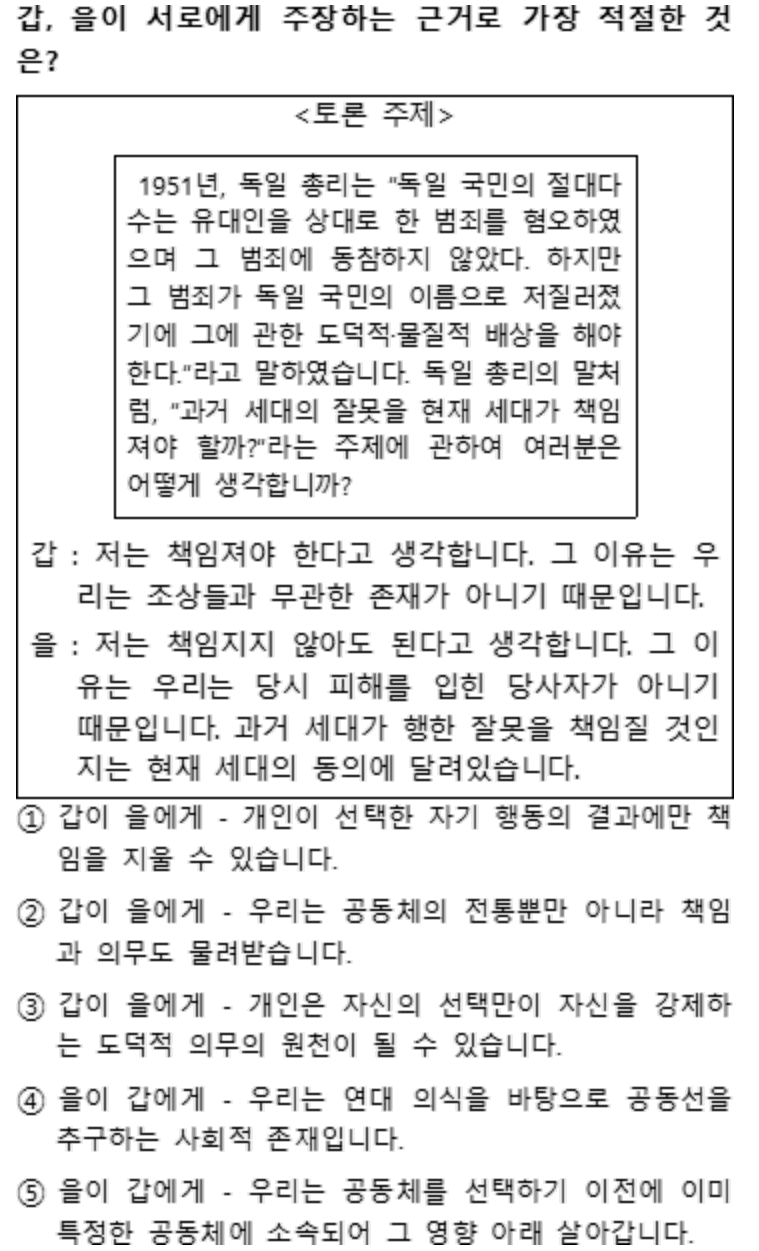 갑, 을이 서로에게 주장하는 근거로 가장 적절한 것
은?
<토론 주제>
1951년, 독일 총리는 "독일 국민의 절대다
수는 유대인을 상대로 한 범죄를 혐오하였
으며 그 범죄에 동참하지 않았다. 하지만
그 범죄가 독일 국민의 이름으로 저질러졌
기에 그에 관한 도덕적·물질적 배상을 해야
한다."라고 말하였습니다. 독일 총리의 말처
럼, "과거 세대의 잘못을 현재 세대가 책임
져야 할까?"라는 주제에 관하여 여러분은
어떻게 생각합니까?
갑 : 저는 책임져야 한다고 생각합니다. 그 이유는 우
리는 조상들과 무관한 존재가 아니기 때문입니다.
을 : 저는 책임지지 않아도 된다고 생각합니다. 그 이
유는 우리는 당시 피해를 입힌 당사자가 아니기
때문입니다. 과거 세대가 행한 잘못을 책임질 것인
지는 현재 세대의 동의에 달려있습니다.
① 갑이 을에게 - 개인이 선택한 자기 행동의 결과에만 책
임을 지울 수 있습니다.
② 갑이 을에게 - 우리는 공동체의 전통뿐만 아니라 책임
과 의무도 물려받습니다.
③ 갑이 을에게 - 개인은 자신의 선택만이 자신을 강제하
는 도덕적 의무의 원천이 될 수 있습니다.
④ 을이 갑에게 - 우리는 연대 의식을 바탕으로 공동선을
추구하는 사회적 존재입니다.
⑤ 을이 갑에게 - 우리는 공동체를 선택하기 이전에 이미
특정한 공동체에 소속되어 그 영향 아래 살아갑니다.